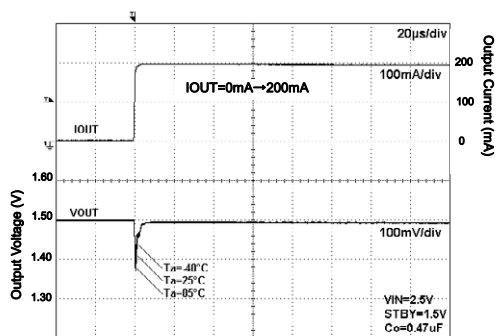 20µs/div
200
100mA/div
IOUT=0mA→200mA
100
IOUT
0
Output Current (mA)
1.60
VOUT
1.50
100mV/div
1.40
Ta=-40°C
Ta=25°C
Ta=85°C
1.30
VIN=2.5V
STBY=1.5V
Co=0.47uF
Output Voltage (V)